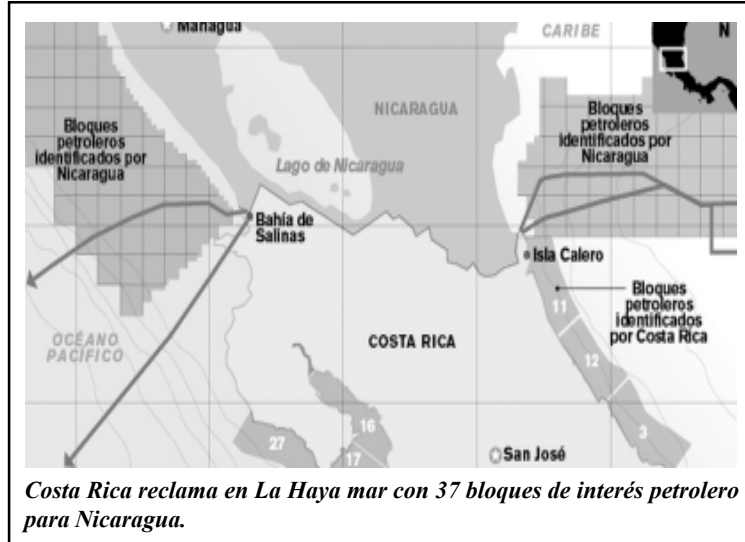 Managua
CARIBE
N
Bloques
petroleros
identificados por
Nicaragua
NICARAGUA
Bloques
petroleros
identificados por
Nicaragua
Lago de Nicaragua
Bahía de
Salinas
Isla Calero
Bloques
petroleros
identificados
por Costa Rica
11
OCÉANO
PACÍFICO
COSTA RICA
12
16
3
27
17
San José
Costa Rica reclama en La Haya mar con 37 bloques de interés petrolero
para Nicaragua.